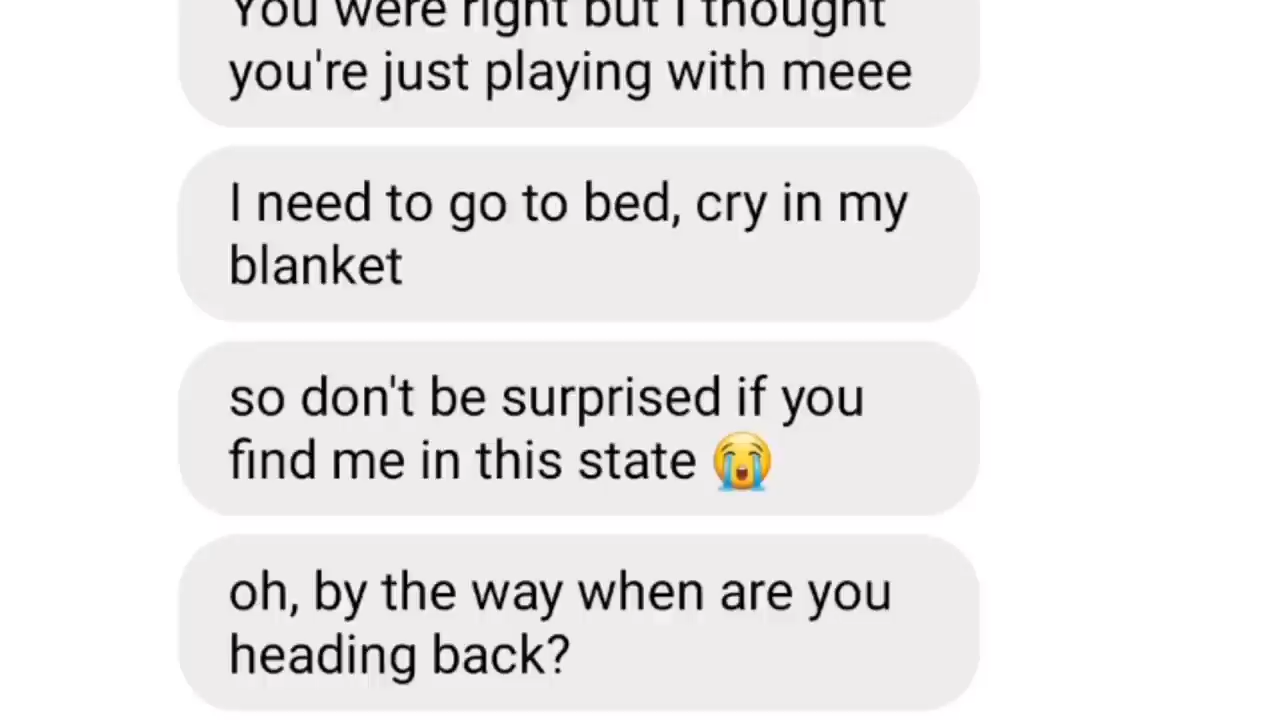 You were right but I thought
you're just playing with meee
I need to go to bed, cry in my
blanket
so don't be surprised if you
find me in this state 😭
oh, by the way when are you
heading back?